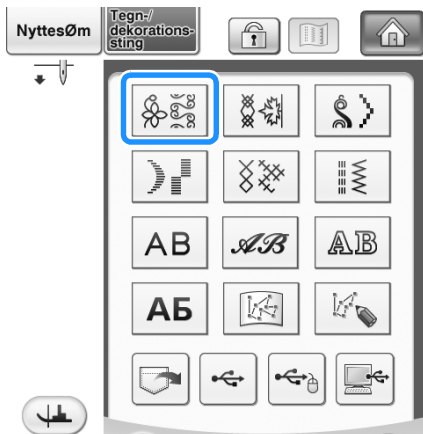 NyttesØm
Tegn-/
dekorations-
sting
AB
AB
AB
АБ